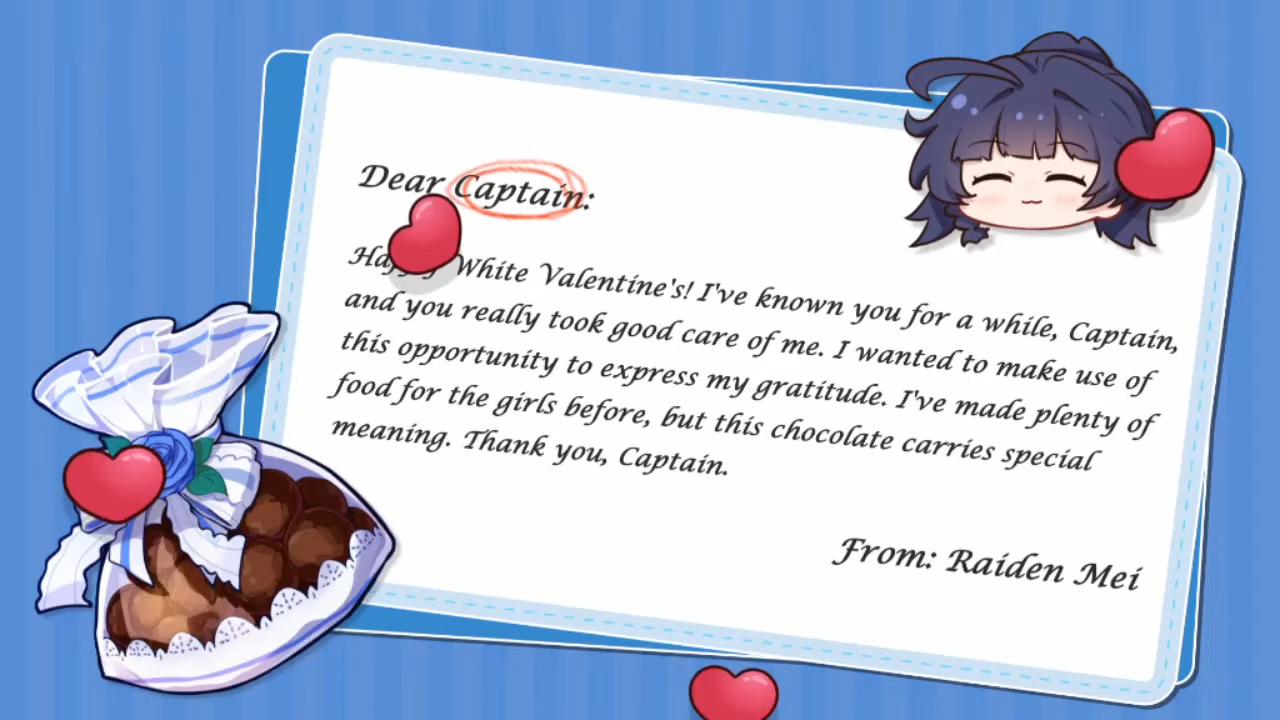 Dear Captain:
Happy White Valentine's! I've known you for a while, Captain,
and you really took good care of me. I wanted to make use of
this opportunity to express my gratitude. I've made plenty of
food for the girls before, but this chocolate carries special
meaning. Thank you, Captain.
From: Raiden Mei